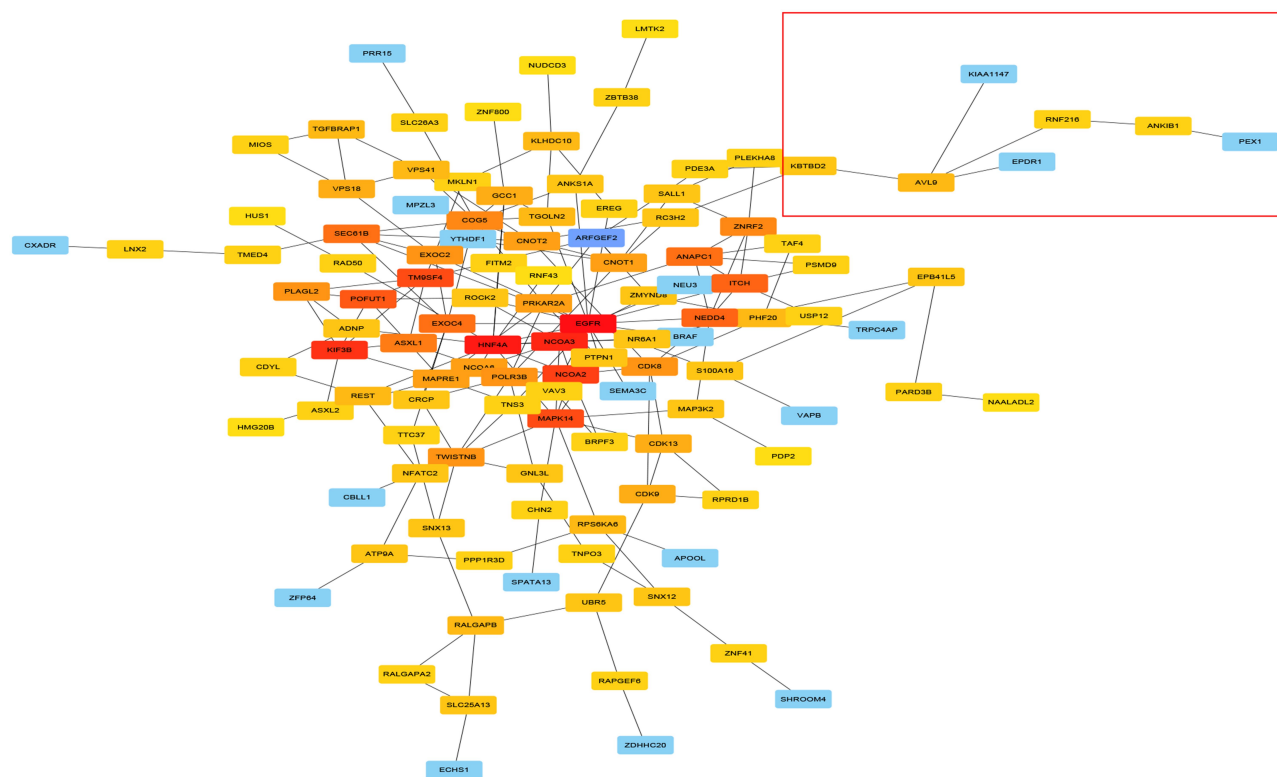 LMTK2
PRR15
NUDCD3
KIAA1147
ZBTB38
ZNF800
SLC26A3
RNF216
ANKIB1
TGFBRAP1
PEX1
MIOS
KLHDC10
PLEKHA8
EPDR1
VPS41
PDE3A
KBTBD2
VPS18
MKLN1
ANKS1A
AVL9
GCC1
SALL1
MPZL3
EREG
HUS1
COG5
TGOLN2
RC3H2
ZNRF2
SEC61B
YTHDF1
CNOT2
ARFGEF2
TAF4
CXADR
LNX2
TMED4
EXOC2
CNOT1
ANAPC1
RAD50
FITM2
PSMD9
TM9SF4
RNF43
NEU3
ITCH
EPB41L5
PLAGL2
POFUT1
ROCK2
PRKAR2A
ZMYND8
ADNP
EXOC4
EGFR
NEDD4
PHF20
USP12
TRPC4AP
KIF3B
ASXL1
HNF4A
NCOA3
NR6A1
BRAF
CDYL
NCOA6
PTPN1
MAPRE1
POLR3B
NCOA2
CDK8
S100A16
REST
CRCP
VAV3
SEMA3C
PARD3B
NAALADL2
ASXL2
TNS3
MAP3K2
VAPB
HMG20B
TTC37
MAPK14
BRPF3
CDK13
PDP2
TWISTNB
NFATC2
GNL3L
CBLL1
CDK9
RPRD1B
SNX13
CHN2
RPS6KA6
ATP9A
PPP1R3D
TNPO3
APOOL
ZFP64
SPATA13
UBR5
SNX12
RALGAPB
ZNF41
RALGAPA2
RAPGEF6
SLC25A13
SHROOM4
ZDHHC20
ECHS1